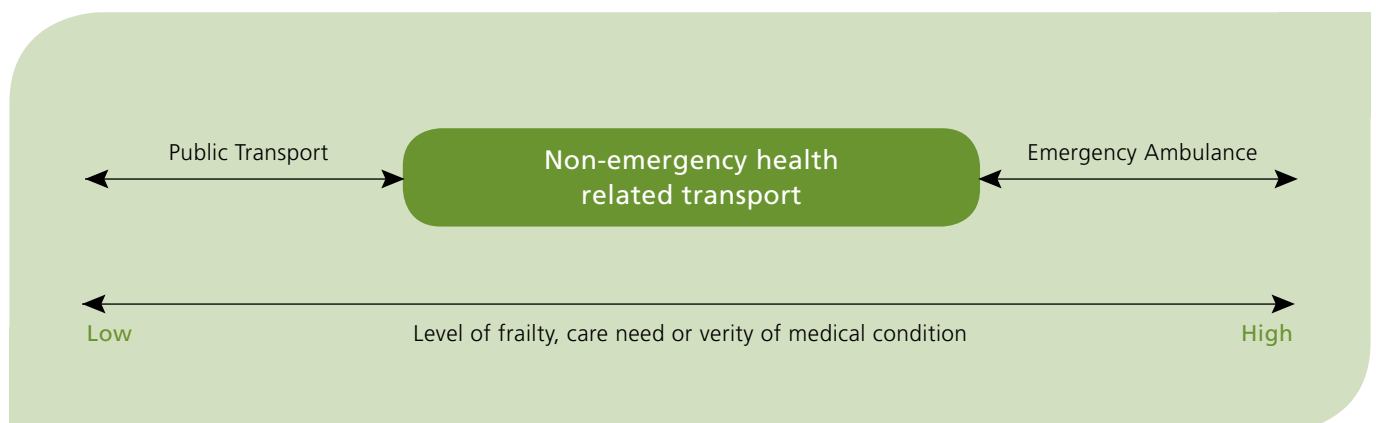 Public Transport
Non-emergency health
related transport
Emergency Ambulance
Low
Level of frailty, care need or verity of medical condition
High